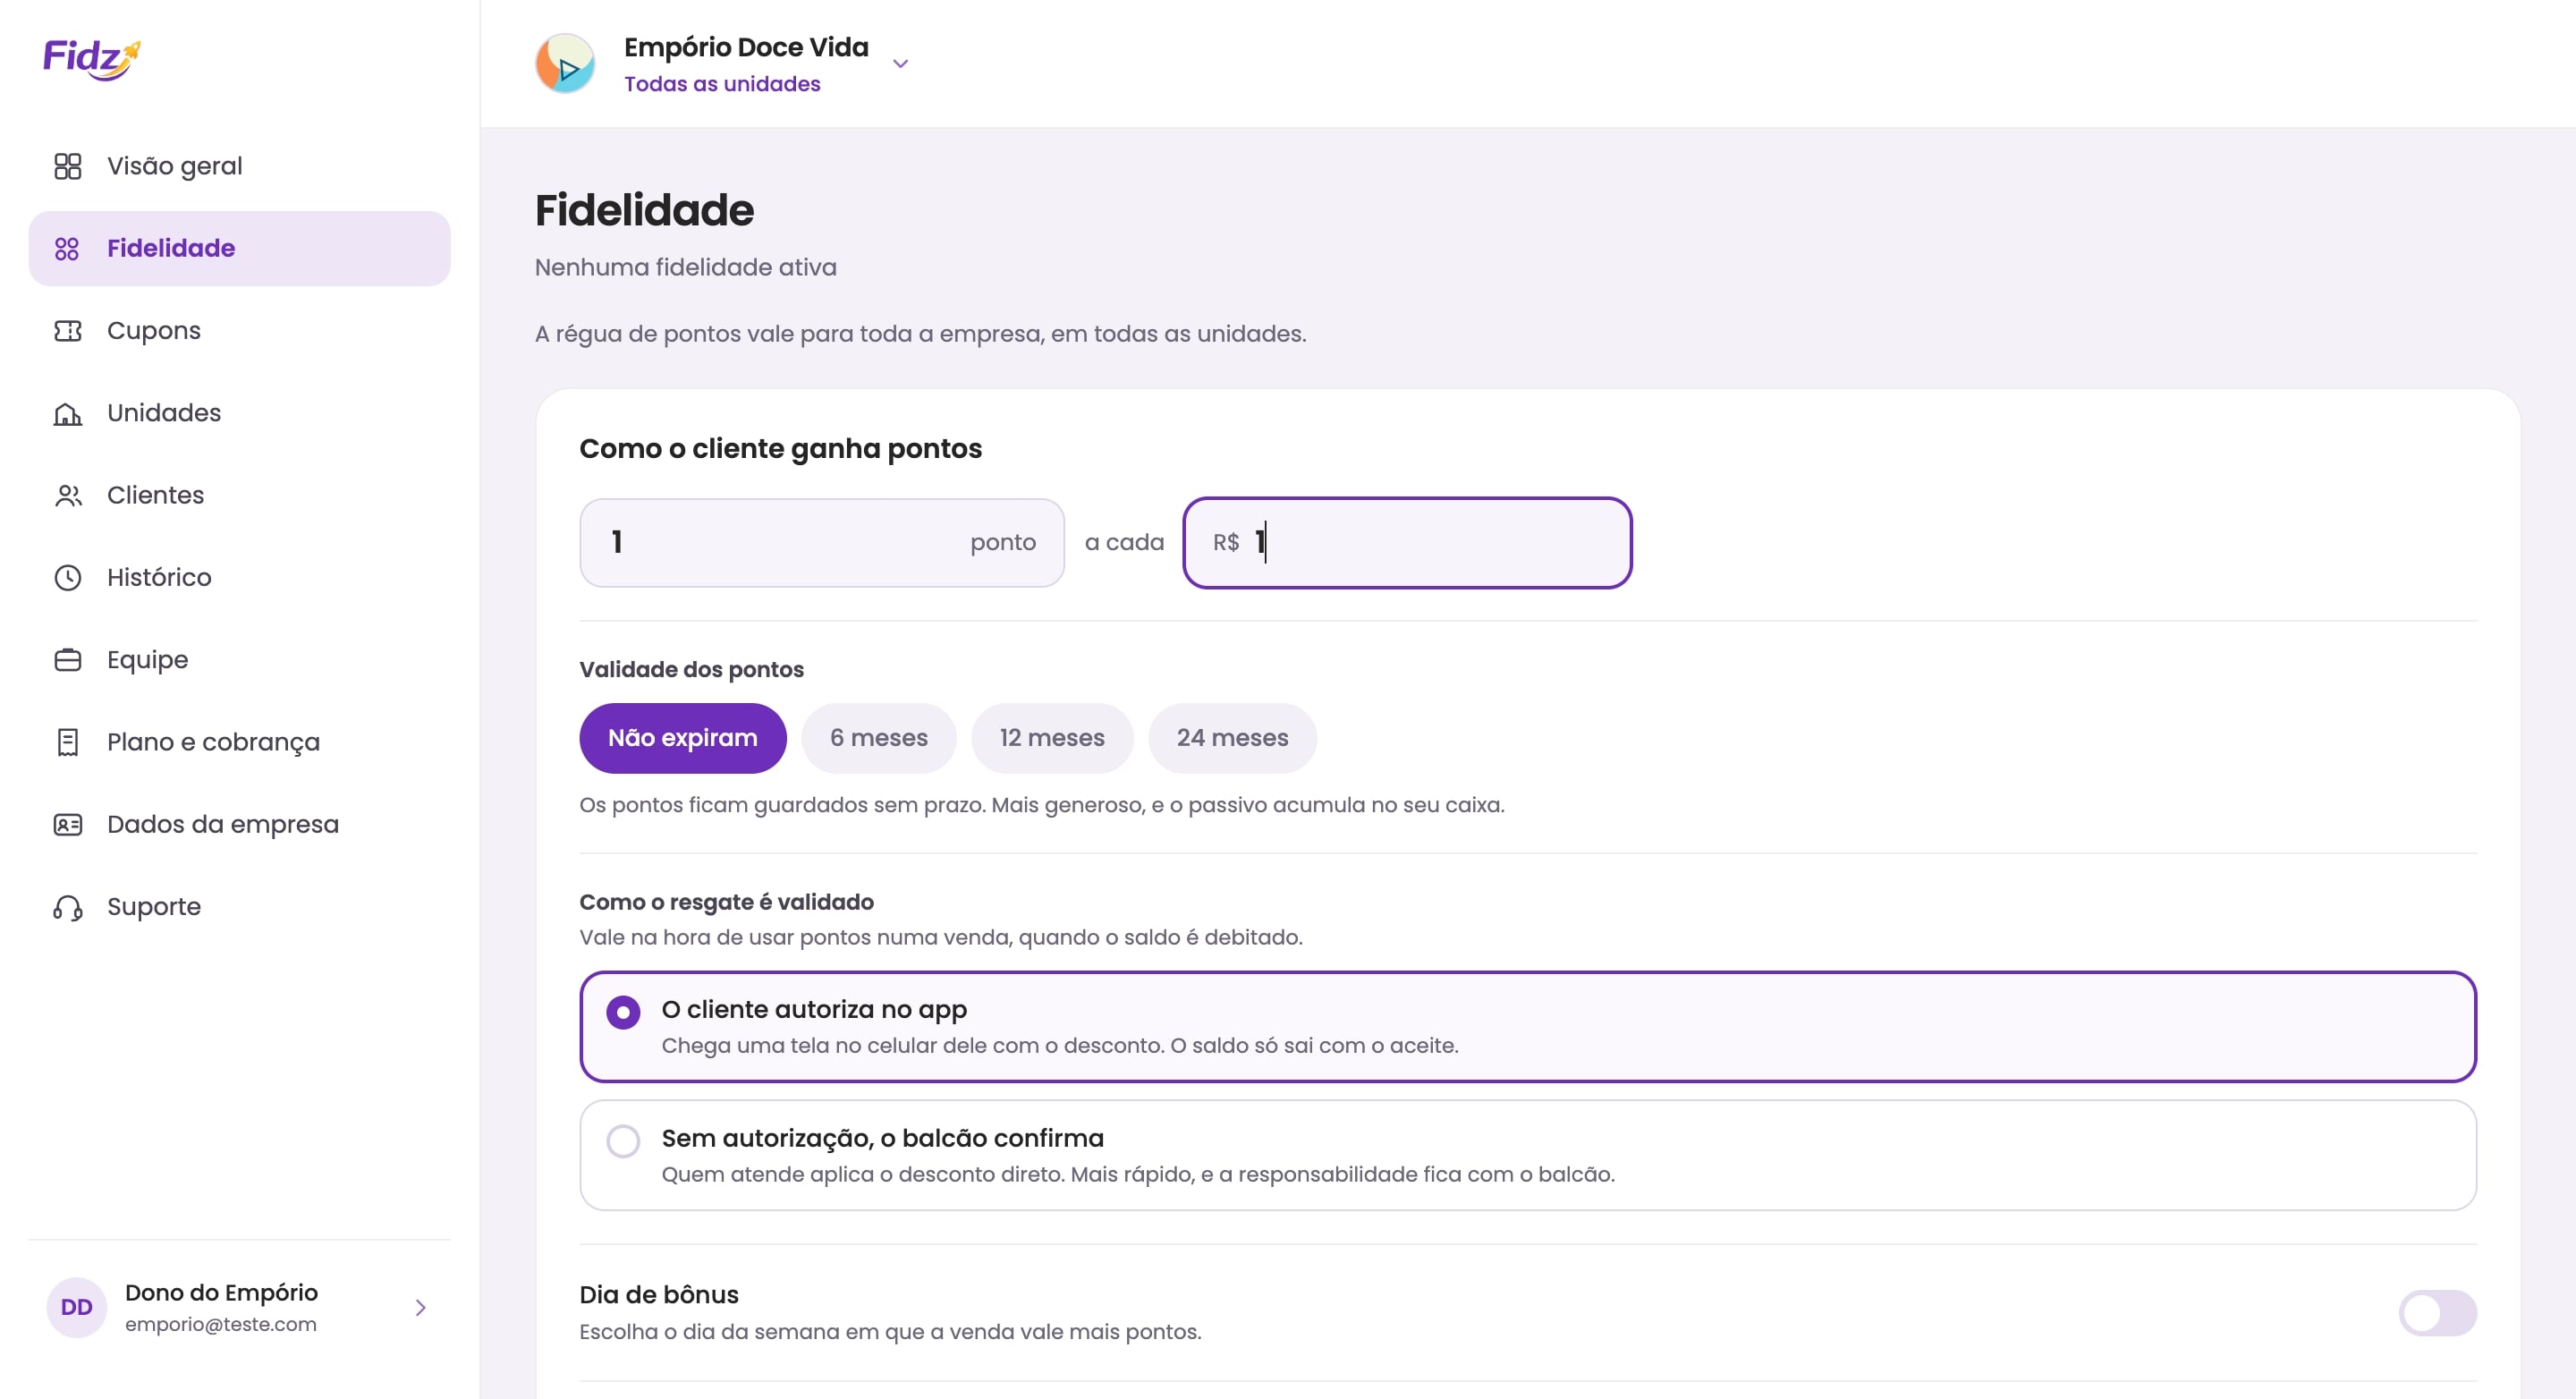 Fidz
Visão geral
Fidelidade
Cupons
Unidades
Clientes
Histórico
Equipe
Plano e cobrança
Dados da empresa
Suporte
DD
Dono do Empório
emporio@teste.com
Empório Doce Vida
Todas as unidades
Fidelidade
Nenhuma fidelidade ativa
A régua de pontos vale para toda a empresa, em todas as unidades.
Como o cliente ganha pontos
1 ponto a cada R$ 1
Validade dos pontos
Não expiram 6 meses 12 meses 24 meses
Os pontos ficam guardados sem prazo. Mais generoso, e o passivo acumula no seu caixa.
Como o resgate é validado
Vale na hora de usar pontos numa venda, quando o saldo é debitado.
O cliente autoriza no app
Chega uma tela no celular dele com o desconto. O saldo só sai com o aceite.
Sem autorização, o balcão confirma
Quem atende aplica o desconto direto. Mais rápido, e a responsabilidade fica com o balcão.
Dia de bônus
Escolha o dia da semana em que a venda vale mais pontos.